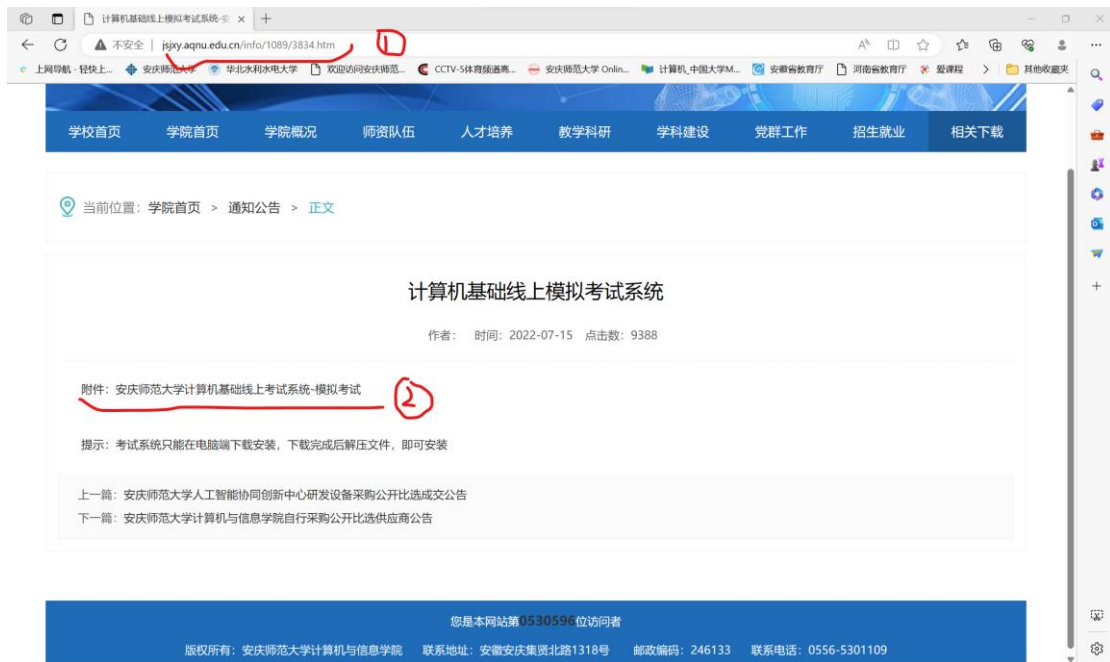 计算机基础线上模拟考试系统-安
不安全 | jsjxy.aqnu.edu.cn/info/1089/3834.htm
①
上网导航 - 轻快上...
安庆师范大学
华北水利水电大学
欢迎访问安庆师范...
CCTV-5体育频道高...
安庆师范大学 Onlin...
计算机_中国大学M...
安徽省教育厅
河南省教育厅
爱课程
其他收藏夹
学校首页 学院首页 学院概况 师资队伍 人才培养 教学科研 学科建设 党群工作 招生就业 相关下载
当前位置: 学院首页 > 通知公告 > 正文
计算机基础线上模拟考试系统
作者: 时间: 2022-07-15 点击数: 9388
附件: 安庆师范大学计算机基础线上考试系统-模拟考试
②
提示: 考试系统只能在电脑端下载安装, 下载完成后解压文件, 即可安装
上一篇: 安庆师范大学人工智能协同创新中心研发设备采购公开比选成交公告
下一篇: 安庆师范大学计算机与信息学院自行采购公开比选供应商公告
您是本网站第0530596位访问者
版权所有: 安庆师范大学计算机与信息学院 联系地址: 安徽安庆集贤北路1318号 邮政编码: 246133 联系电话: 0556-5301109